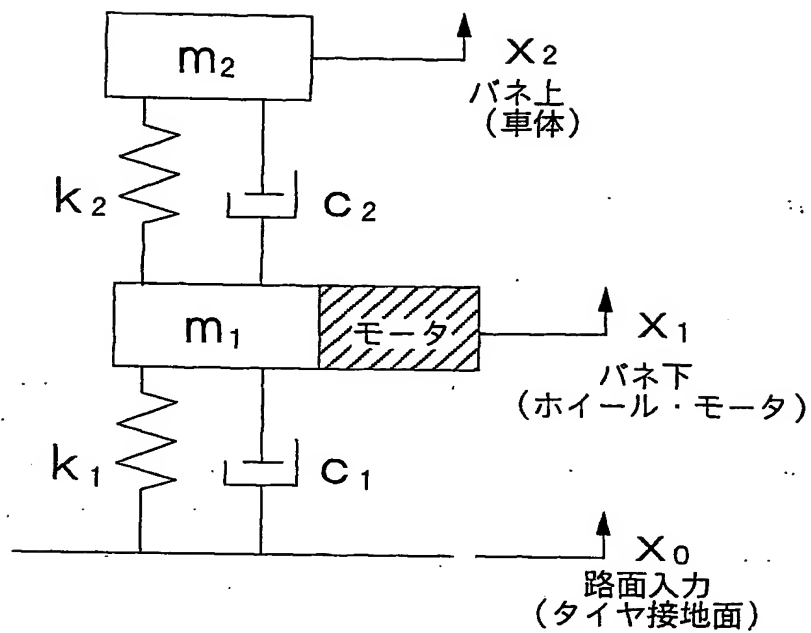 m₂
x₂
バネ上
(車体)
k₂
c₂
m₁
モータ
x₁
バネ下
(ホイール・モータ)
k₁
c₁
x₀
路面入力
(タイヤ接地面)